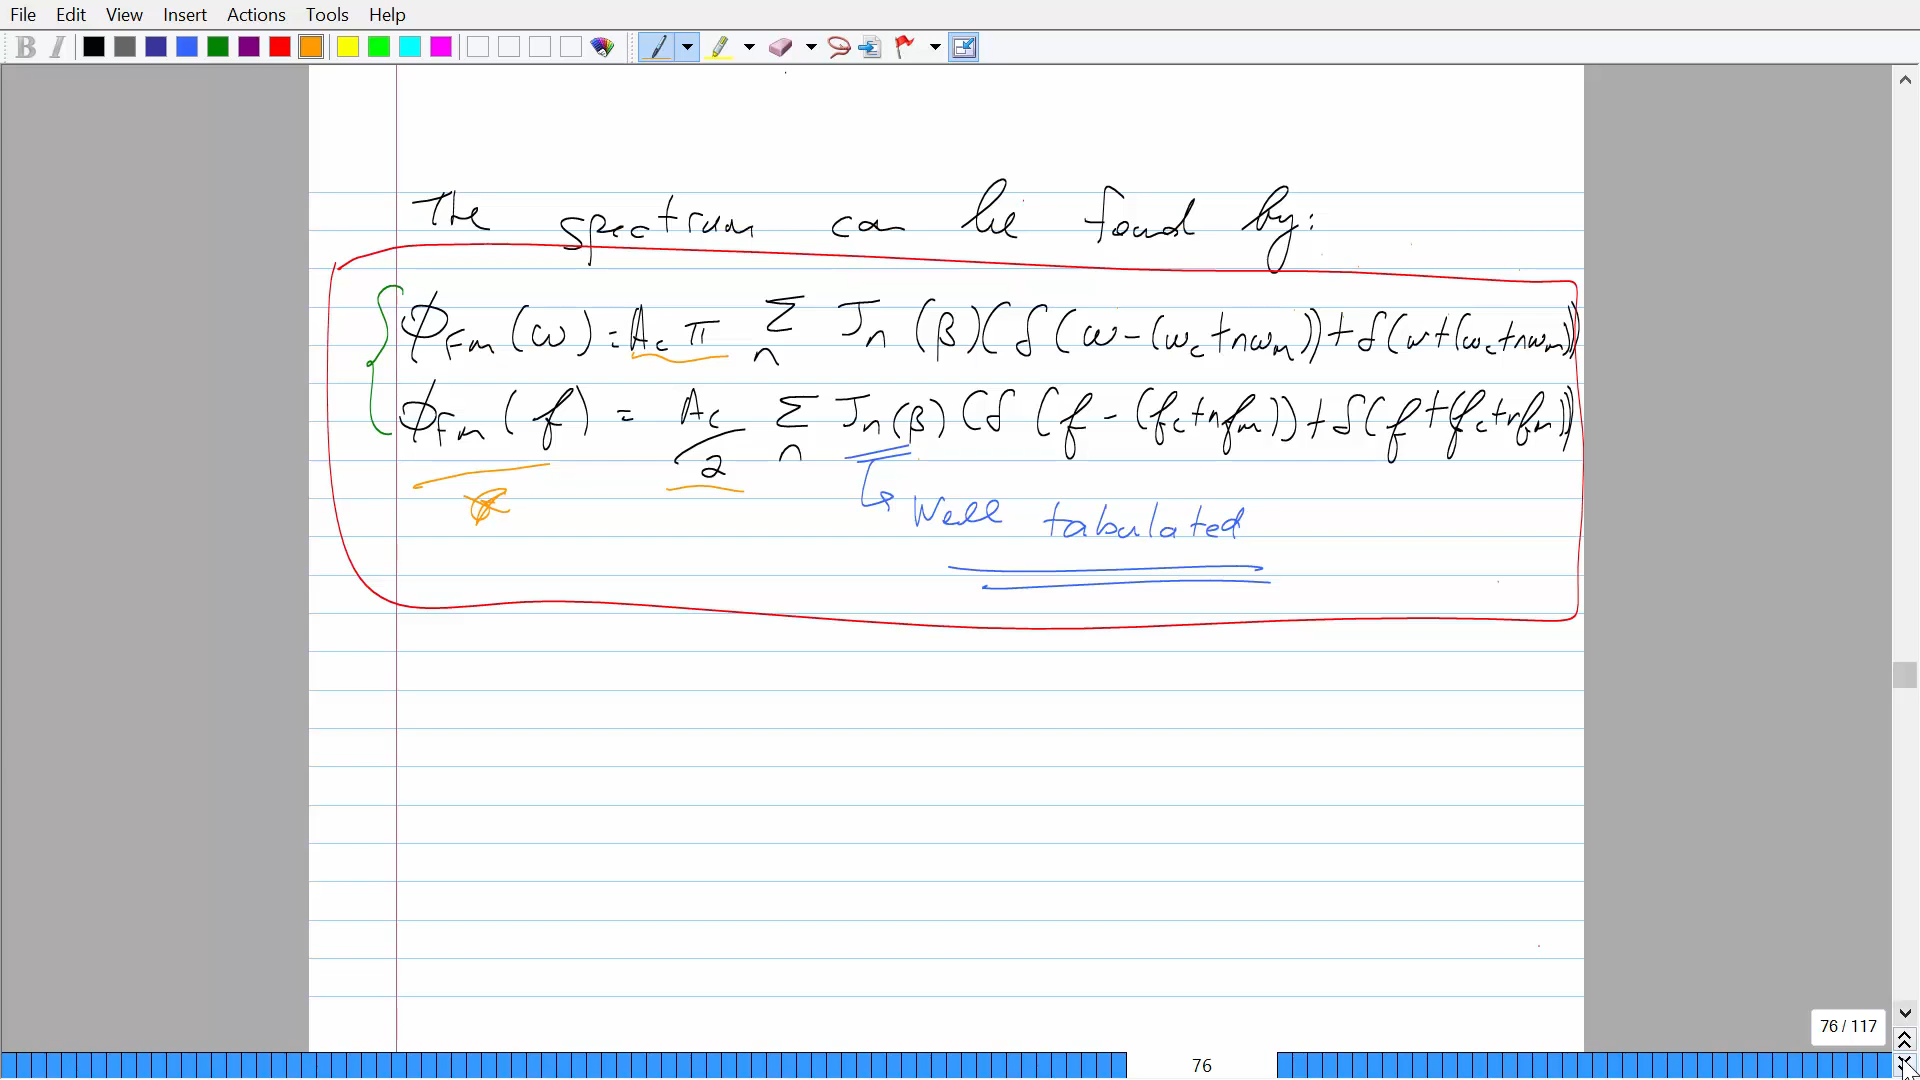 File Edit View Insert Actions Tools Help
B I
The spectrum can be found by:
Φ_FM (ω) = A_c π Σ_n J_n (β)(δ(ω-(ω_c+nω_m))+δ(ω+(ω_c+nω_m))
Φ_FM (f) = A_c/2 Σ_n J_n(β) (δ (f-(f_c+nf_m))+δ(f+(f_c+nf_m))
Well tabulated
76 / 117
76